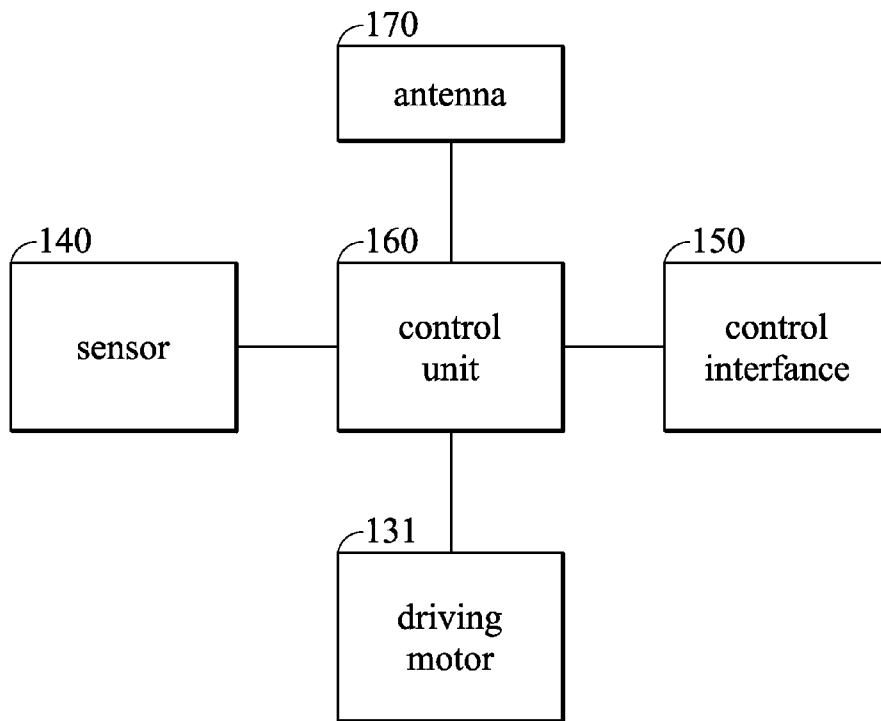 170
antenna
140
160
150
sensor
control
unit
control
interfance
131
driving
motor